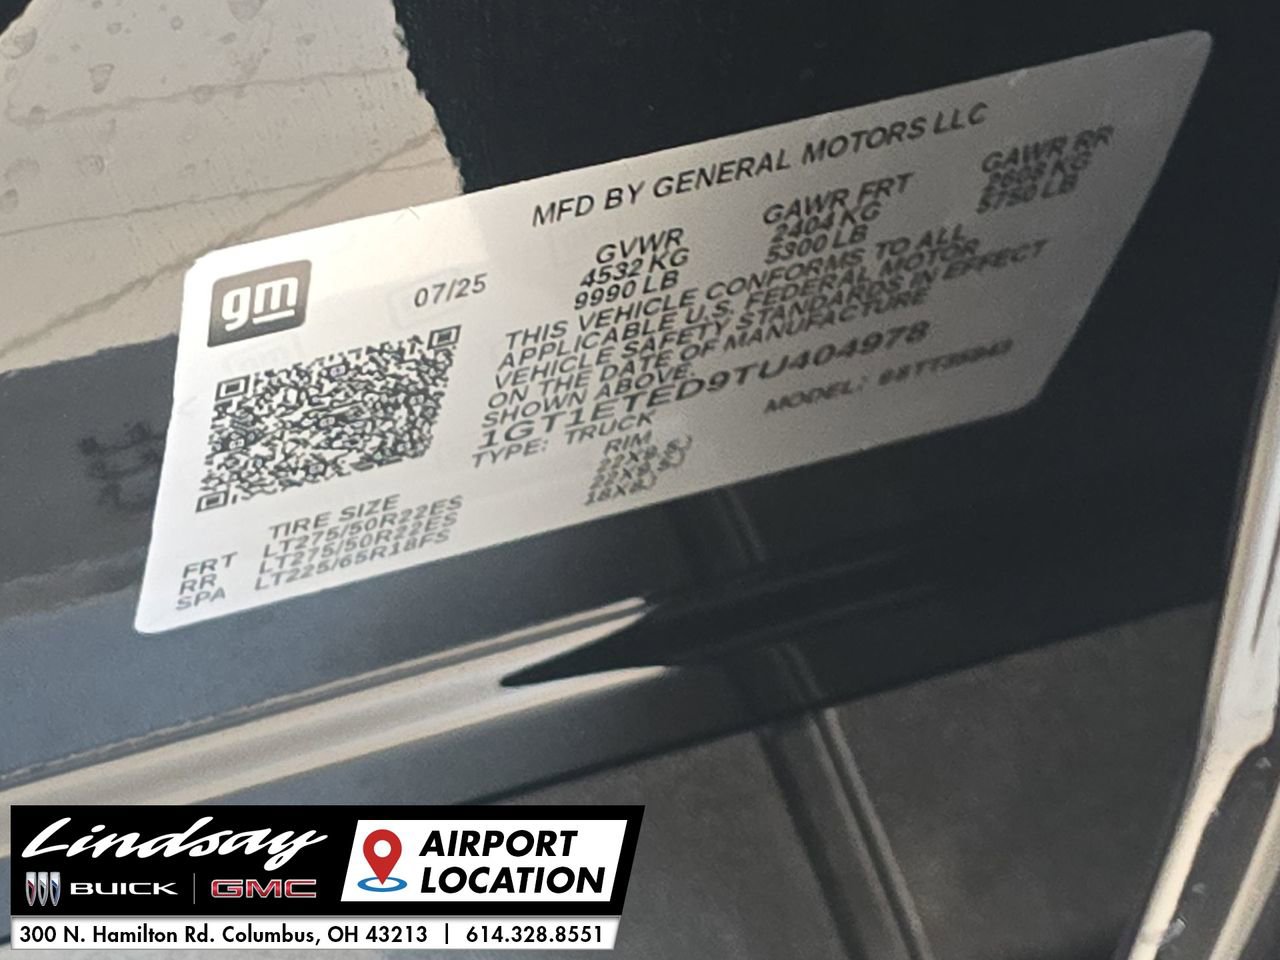 MFD BY GENERAL MOTORS LLC
gm
07/25
GVWR
4532 KG
9990 LB
GAWR FRT
2404 KG
5300 LB
GAWR RR
2608 KG
5750 LB
THIS VEHICLE CONFORMS TO ALL
APPLICABLE U.S. FEDERAL MOTOR
VEHICLE SAFETY STANDARDS IN EFFECT
ON THE DATE OF MANUFACTURE
SHOWN ABOVE.
1GT1ETED9TU404978
TYPE: TRUCK
MODEL:
TIRE SIZE
RIM
FRT LT275/50R22ES
RR LT275/50R22ES
SPA LT225/65R18FS
Lindsay
BUICK | GMC
AIRPORT
LOCATION
300 N. Hamilton Rd. Columbus, OH 43213 | 614.328.8551